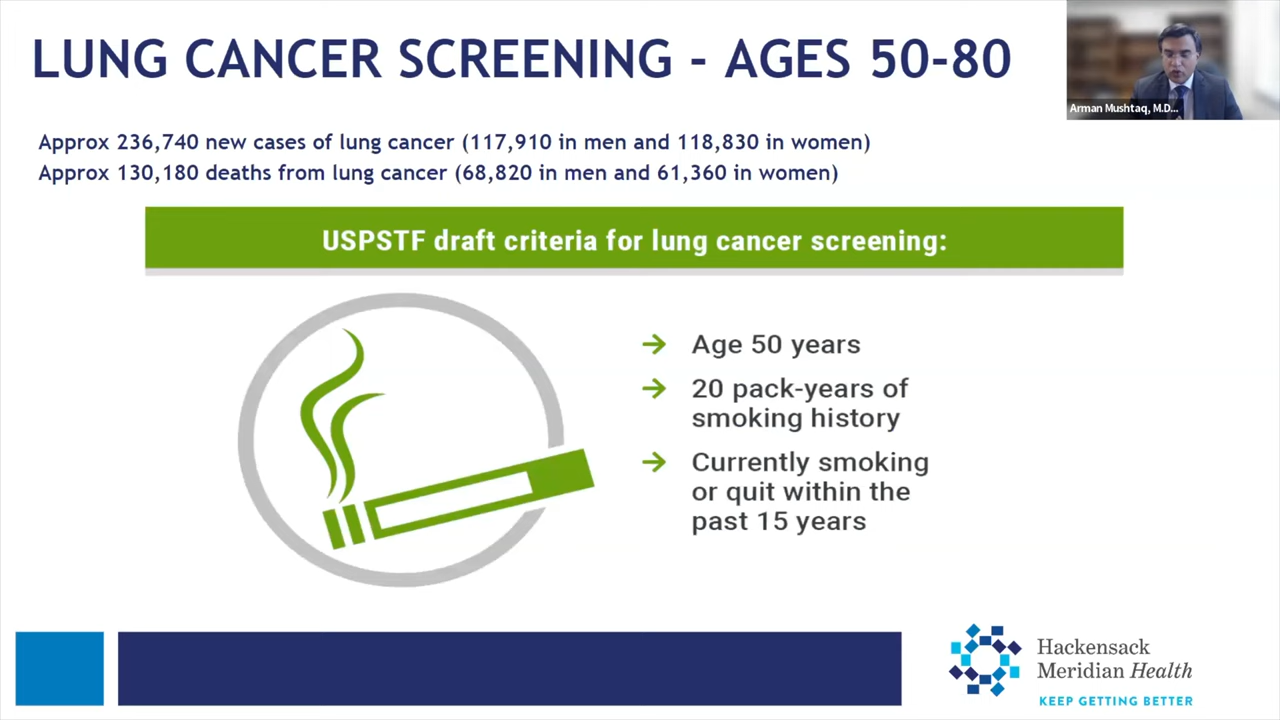 LUNG CANCER SCREENING - AGES 50-80
Arman Mushtaq, M.D...
Approx 236,740 new cases of lung cancer (117,910 in men and 118,830 in women)
Approx 130,180 deaths from lung cancer (68,820 in men and 61,360 in women)
USPSTF draft criteria for lung cancer screening:
→ Age 50 years
→ 20 pack-years of
smoking history
→ Currently smoking
or quit within the
past 15 years
Hackensack
Meridian Health
KEEP GETTING BETTER